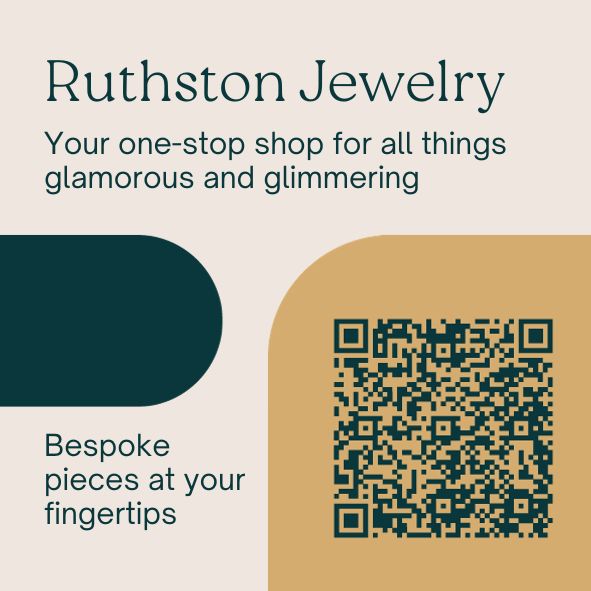 Ruthston Jewelry
Your one-stop shop for all things
glamorous and glimmering
Bespoke
pieces at your
fingertips